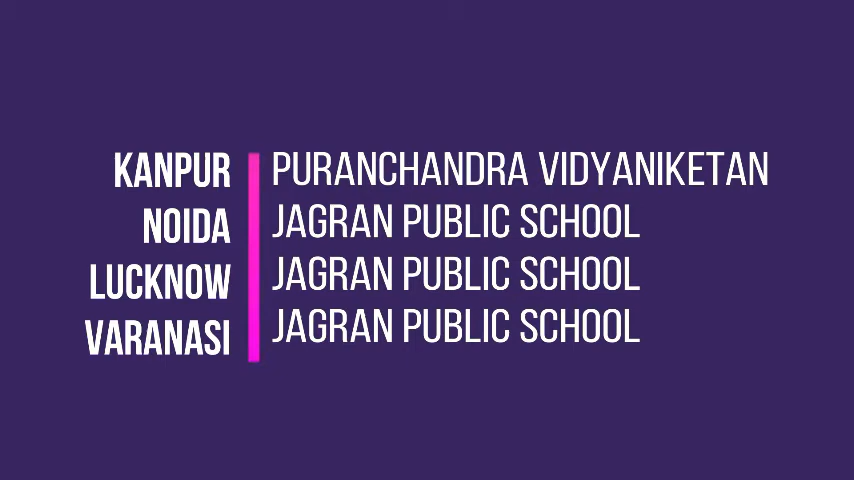 KANPUR PURANCHANDRA VIDYANIKETAN
NOIDA JAGRAN PUBLIC SCHOOL
LUCKNOW JAGRAN PUBLIC SCHOOL
VARANASI JAGRAN PUBLIC SCHOOL